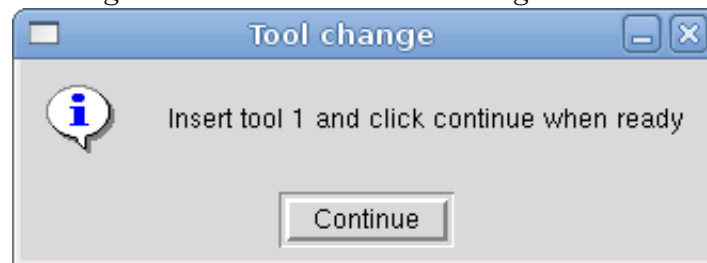 Tool change
Insert tool 1 and click continue when ready
Continue